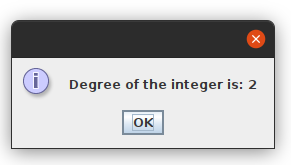 Degree of the integer is: 2
OK